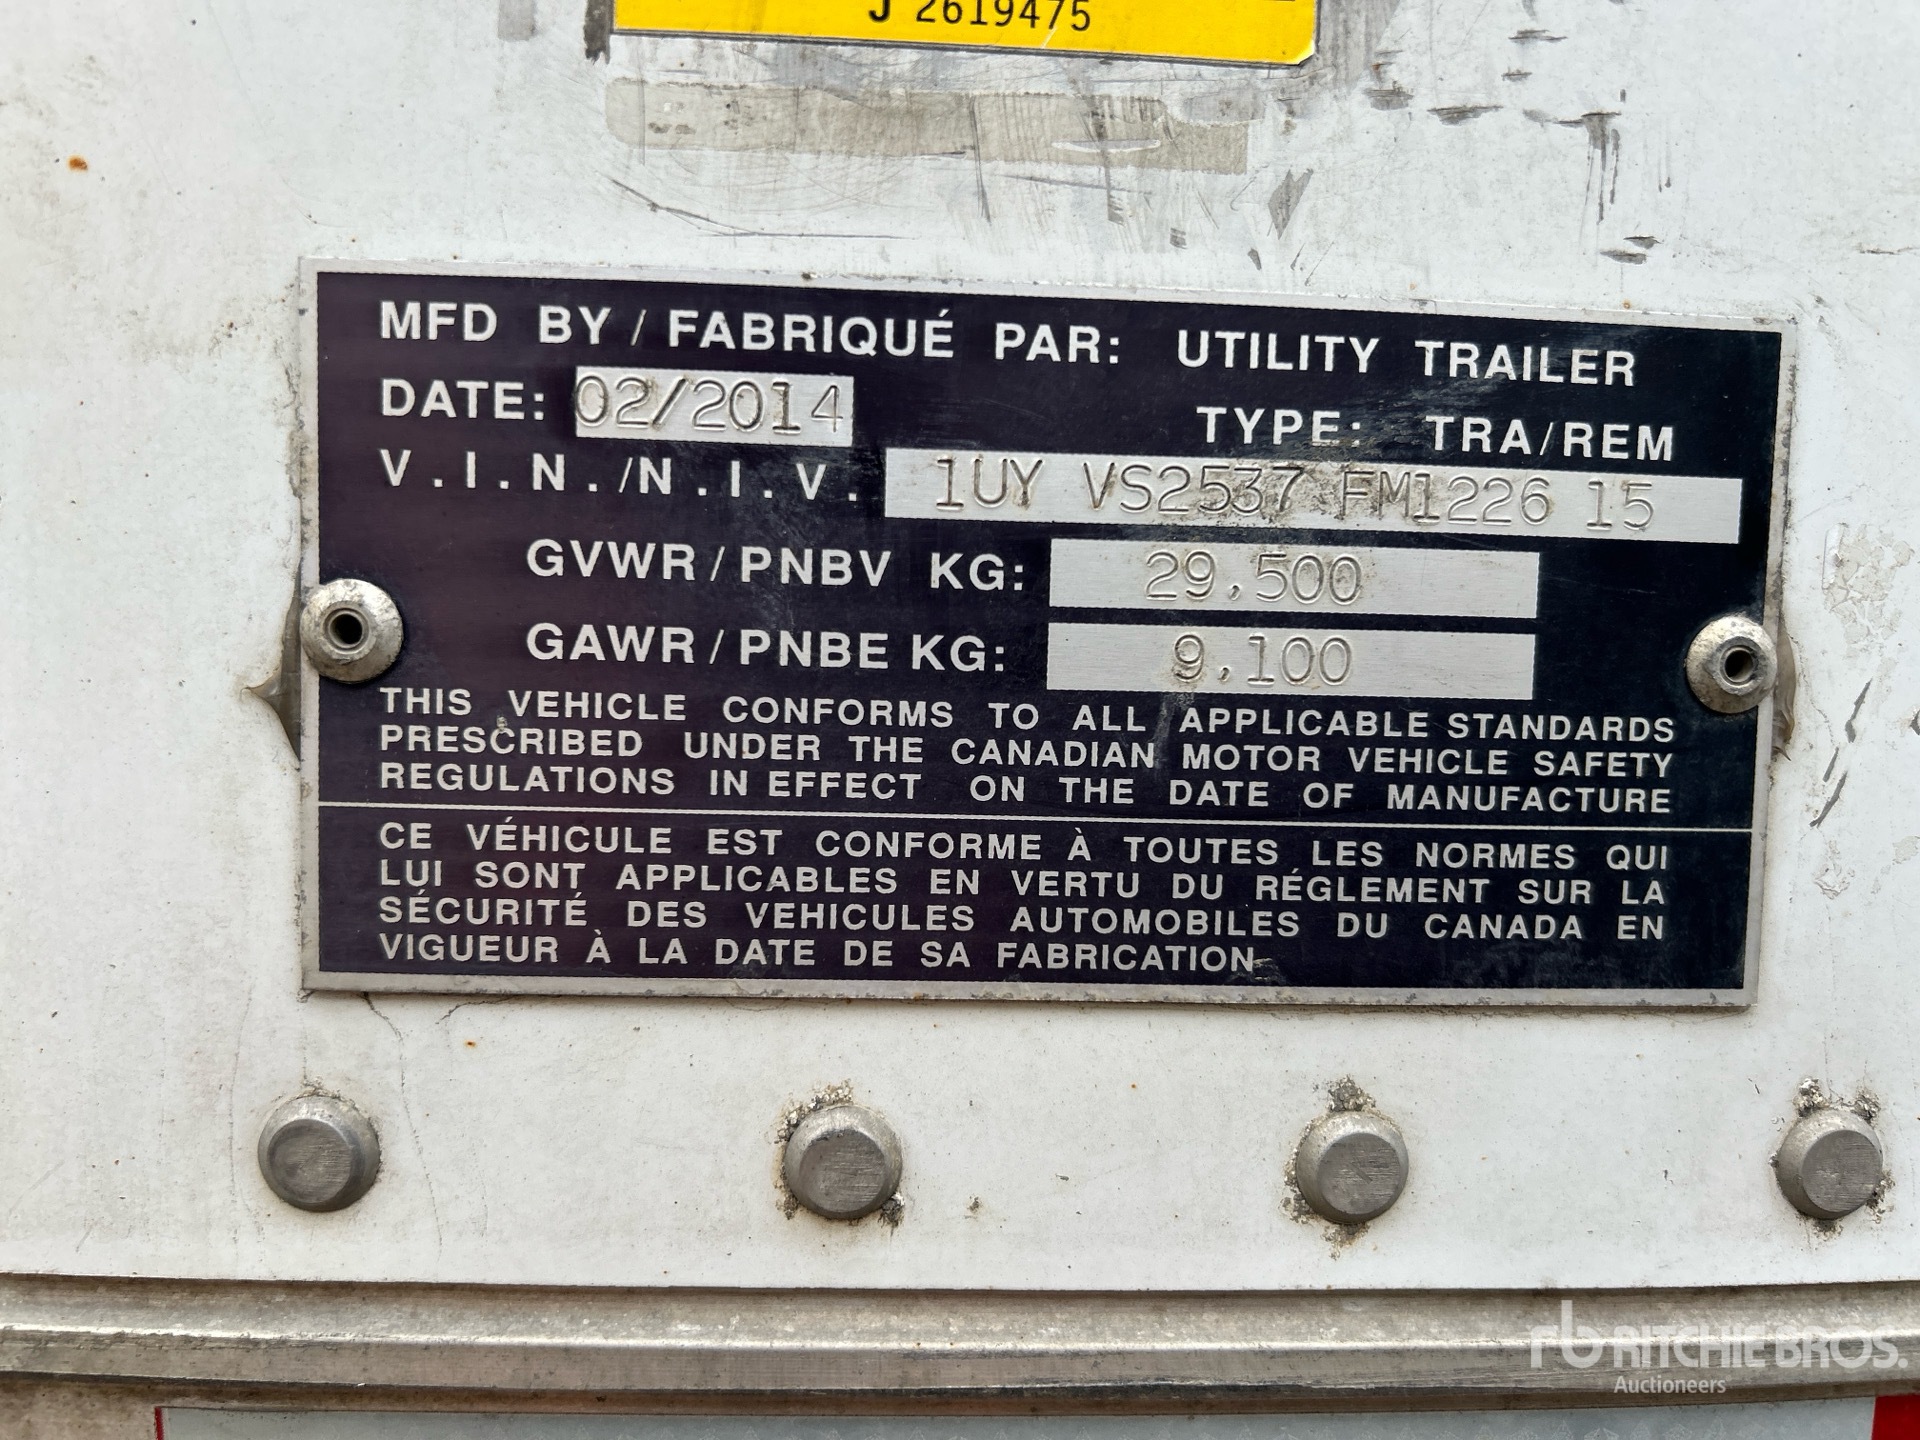 J 2619475
MFD BY / FABRIQUÉ PAR: UTILITY TRAILER
DATE: 02/2014
TYPE: TRA/REM
V.I.N./N.I.V. 1UY VS2537 FM1226 15
GVWR / PNBV KG: 29,500
GAWR / PNBE KG: 9,100
THIS VEHICLE CONFORMS TO ALL APPLICABLE STANDARDS
PRESCRIBED UNDER THE CANADIAN MOTOR VEHICLE SAFETY
REGULATIONS IN EFFECT ON THE DATE OF MANUFACTURE
CE VÉHICULE EST CONFORME À TOUTES LES NORMES QUI
LUI SONT APPLICABLES EN VERTU DU RÉGLEMENT SUR LA
SÉCURITÉ DES VEHICULES AUTOMOBILES DU CANADA EN
VIGUEUR À LA DATE DE SA FABRICATION
rb RITCHIE BROS.
Auctioneers